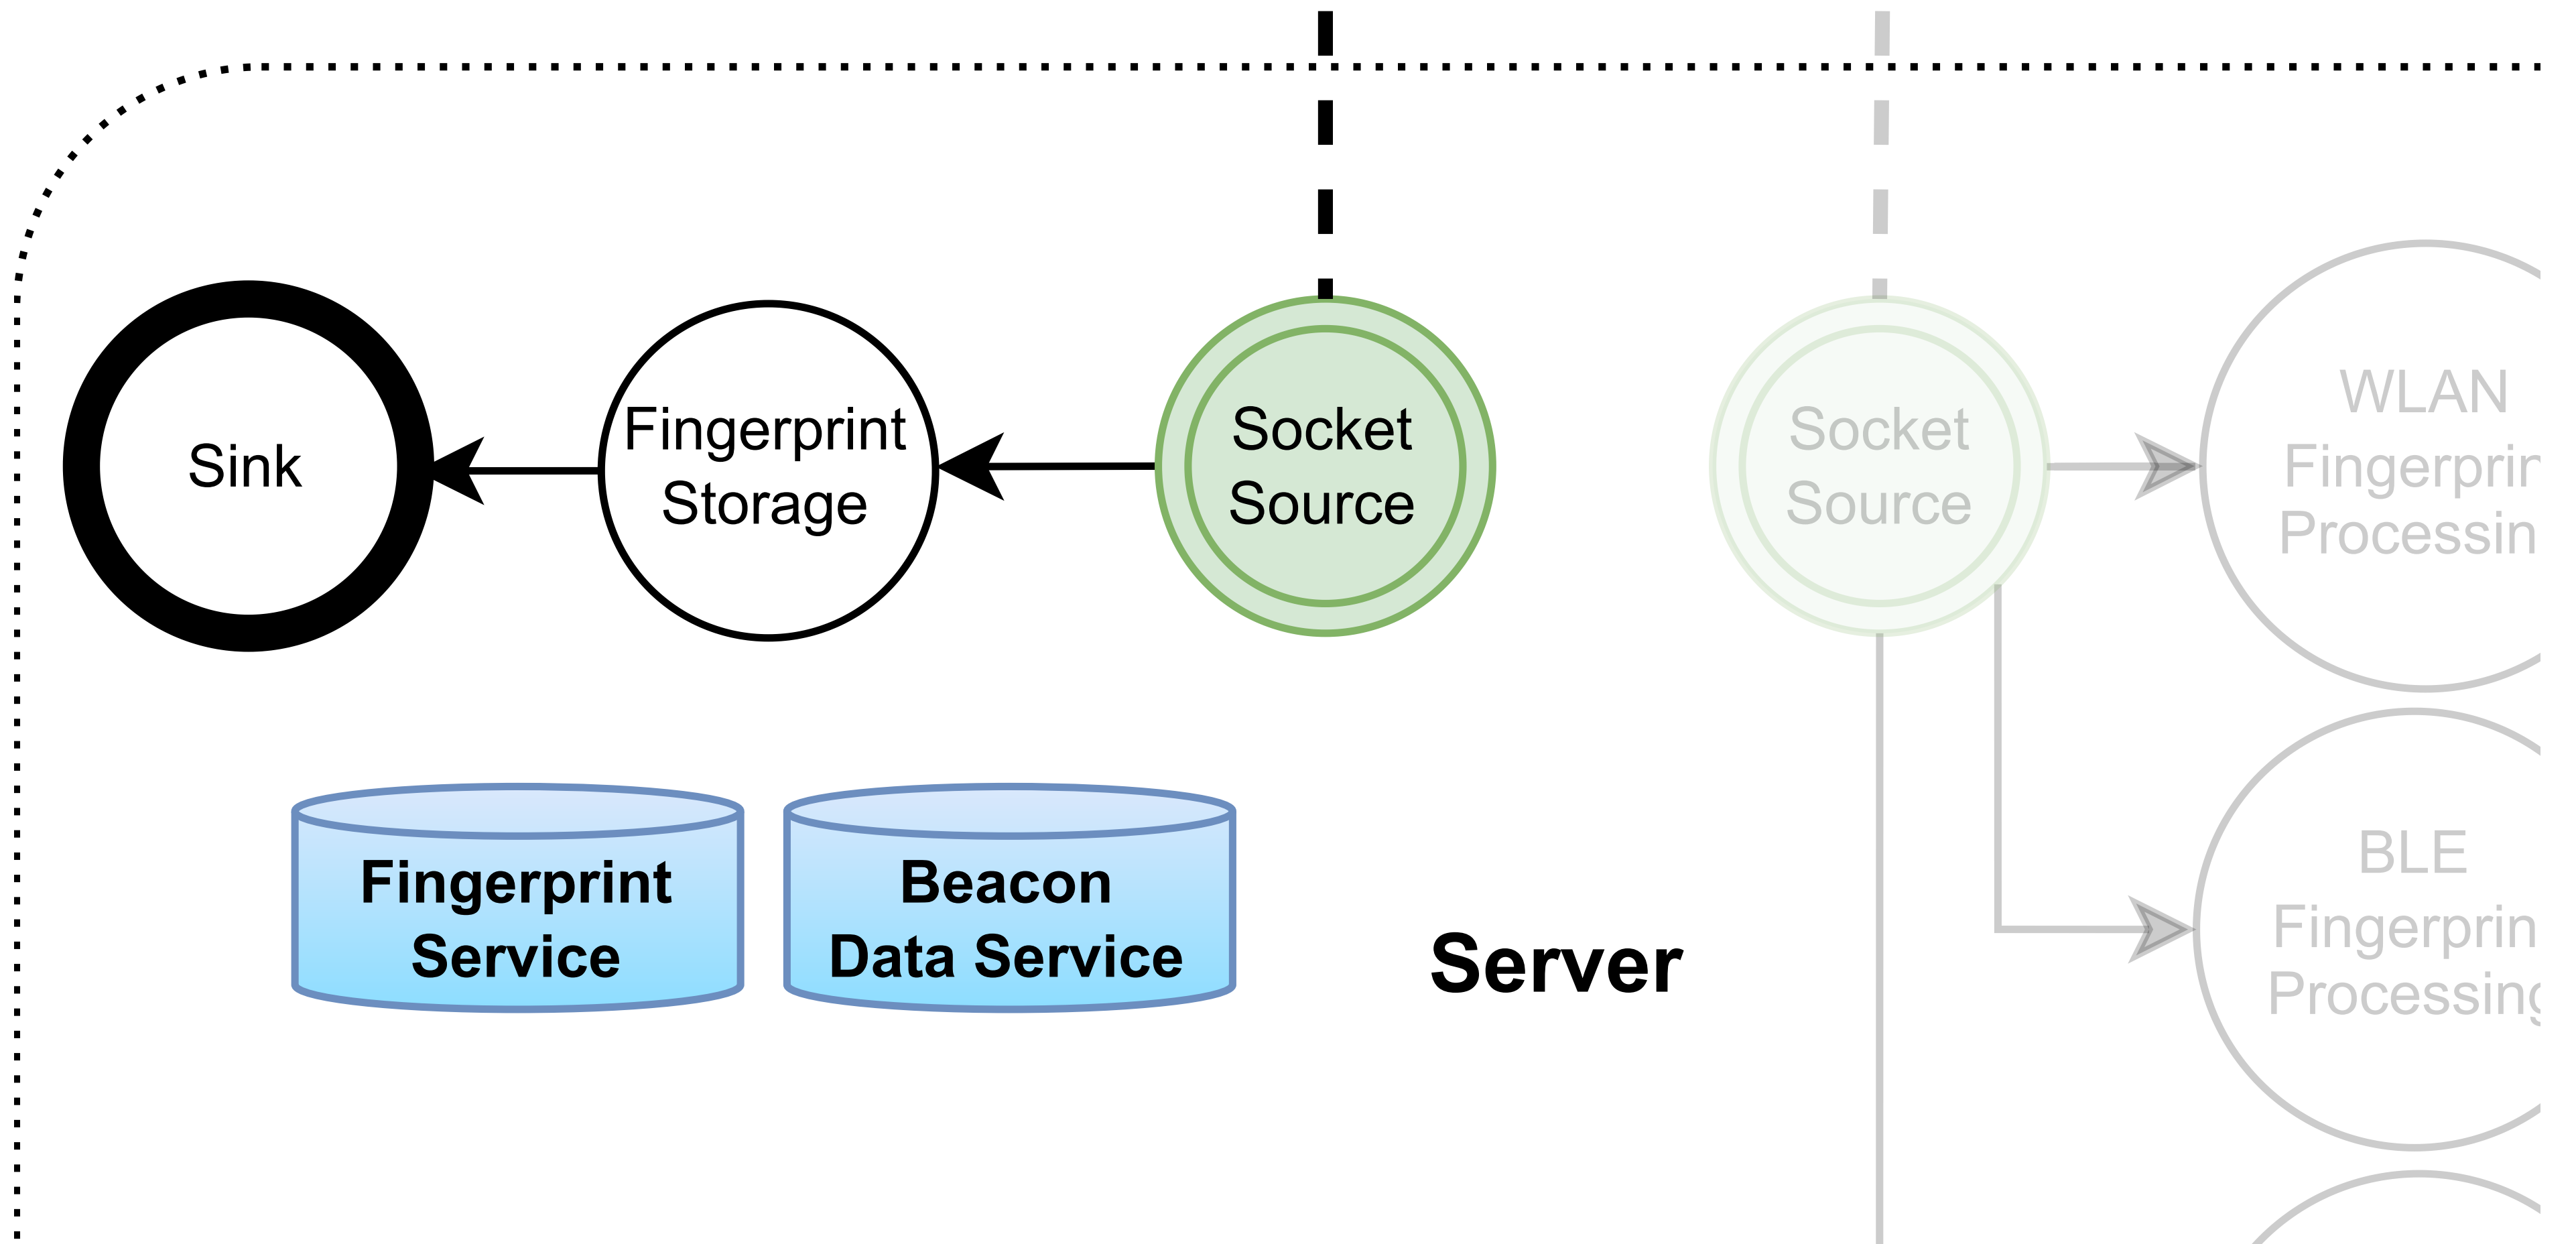 Sink
Fingerprint
Storage
Socket
Source
Socket
Source
WLAN
Fingerprin
Processin
Fingerprint
Service
Beacon
Data Service
Server
BLE
Fingerprin
Processing